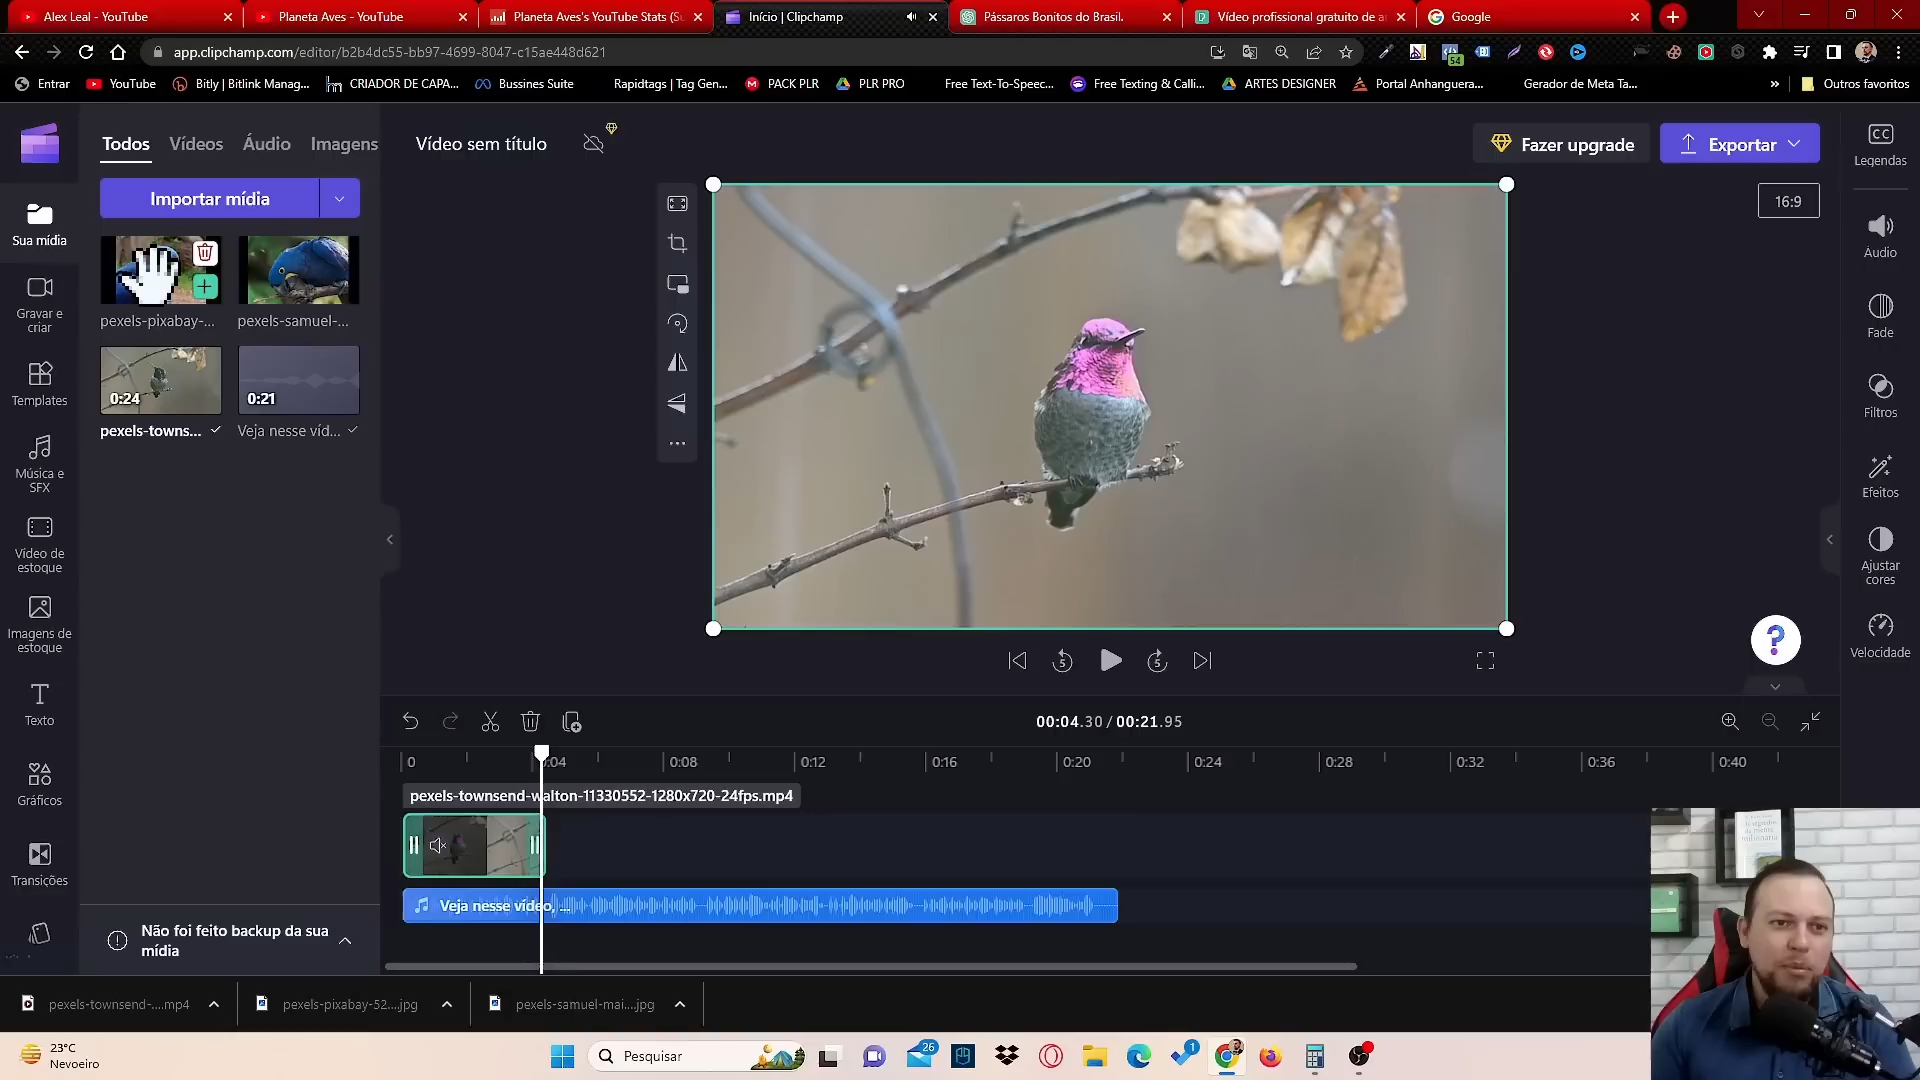 Alex Leal - YouTube
Planeta Aves - YouTube
Planeta Aves's YouTube Stats (Su
Início | Clipchamp
Pássaros Bonitos do Brasil.
Vídeo profissional gratuito de a
Google
app.clipchamp.com/editor/b2b4dc55-bb97-4699-8047-c15ae448d621
54
Entrar
YouTube
Bitly | Bitlink Manag...
CRIADOR DE CAPA...
Bussines Suite
Rapidtags | Tag Gen...
PACK PLR
PLR PRO
Free Text-To-Speec...
Free Texting & Calli...
ARTES DESIGNER
Portal Anhanguera...
Gerador de Meta Ta...
»
Outros favoritos
Todos
Vídeos
Áudio
Imagens
Vídeo sem título
Fazer upgrade
Exportar
CC
Legendas
Importar mídia
16:9
Sua mídia
pexels-pixabay-...
pexels-samuel-...
Gravar e
criar
Áudio
Fade
0:24
0:21
Templates
pexels-towns...
Veja nesse víd...
Filtros
Música e
SFX
Efeitos
Vídeo de
estoque
Ajustar
cores
Imagens de
estoque
?
Velocidade
5
5
Texto
00:04.30 / 00:21.95
0
0:04
0:08
0:12
0:16
0:20
0:24
0:28
0:32
0:36
0:40
Gráficos
pexels-townsend-walton-11330552-1280x720-24fps.mp4
Transições
Veja nesse vídeo, ...
Não foi feito backup da sua
mídia
pexels-townsend-....mp4
pexels-pixabay-52...jpg
pexels-samuel-mai....jpg
23°C
Nevoeiro
Pesquisar
26
1